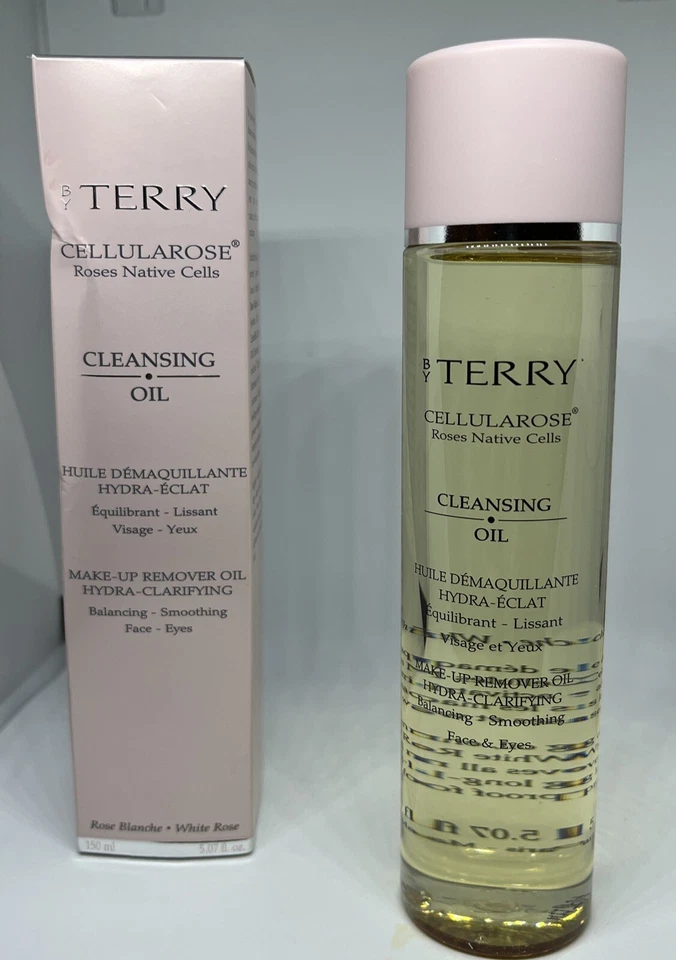 BY TERRY
CELLULAROSE®
Roses Native Cells
CLEANSING
OIL
HUILE DÉMAQUILLANTE
HYDRA-ÉCLAT
Équilibrant - Lissant
Visage - Yeux
MAKE-UP REMOVER OIL
HYDRA-CLARIFYING
Balancing - Smoothing
Face - Eyes
Rose Blanche • White Rose
150 ml 5.07 fl. oz.
BY TERRY
CELLULAROSE®
Roses Native Cells
CLEANSING
OIL
HUILE DÉMAQUILLANTE
HYDRA-ÉCLAT
Équilibrant - Lissant
Visage et Yeux
MAKE-UP REMOVER OIL
HYDRA-CLARIFYING
Balancing - Smoothing
Face & Eyes
5.07 fl